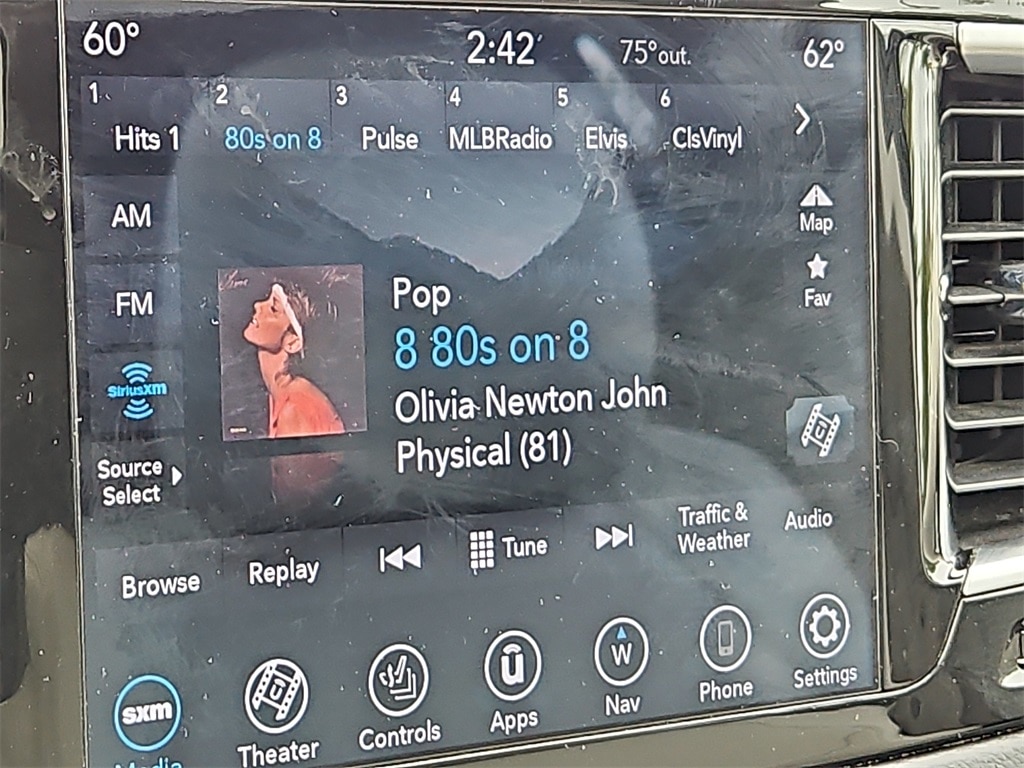 60° 2:42 75°out. 62°
1 2 3 4 5 6
Hits 1 80s on 8 Pulse MLBRadio Elvis ClsVinyl
AM
Map
FM
Fav
Pop
8 80s on 8
Olivia Newton John
Physical (81)
siriusxm
Source
Select
Browse Replay Tune Traffic &
Weather Audio
sxm
Media
Theater
Controls
Apps
W
Nav
Phone
Settings